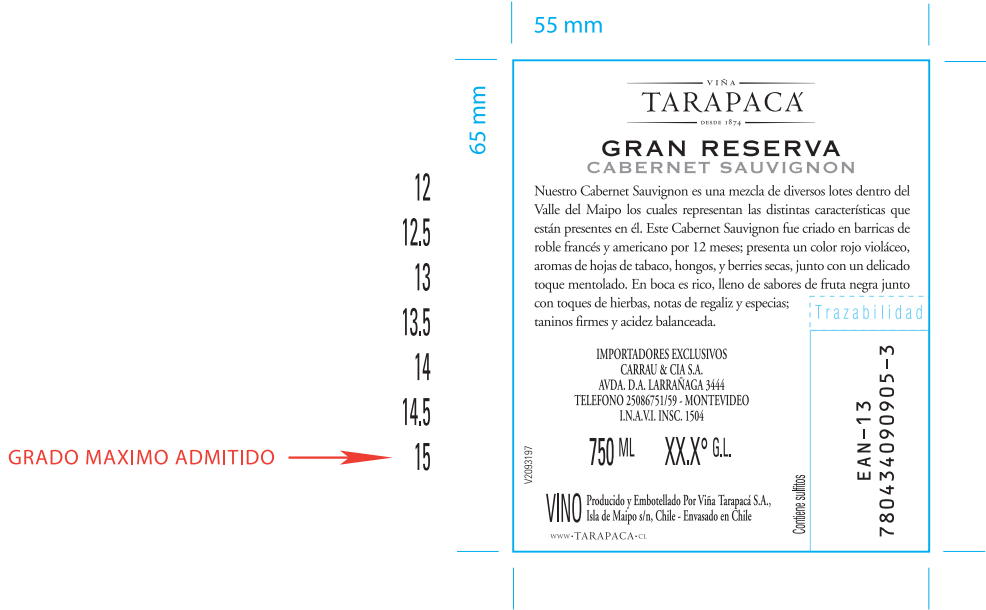 55 mm
65 mm
12
12.5
13
13.5
14
14.5
15
GRADO MAXIMO ADMITIDO
VIÑA
TARAPACÁ
DESDE 1874
GRAN RESERVA
CABERNET SAUVIGNON
Nuestro Cabernet Sauvignon es una mezcla de diversos lotes dentro del
Valle del Maipo los cuales representan las distintas características que
están presentes en él. Este Cabernet Sauvignon fue criado en barricas de
roble francés y americano por 12 meses; presenta un color rojo violáceo,
aromas de hojas de tabaco, hongos, y berries secas, junto con un delicado
toque mentolado. En boca es rico, lleno de sabores de fruta negra junto
con toques de hierbas, notas de regaliz y especias;
taninos firmes y acidez balanceada.
Trazabilidad
IMPORTADORES EXCLUSIVOS
CARRAU & CIA S.A.
AVDA. D.A. LARRAÑAGA 3444
TELEFONO 25086751/59 - MONTEVIDEO
I.N.A.V.I. INSC. 1504
750 ML XX.X° G.L.
V2093197
VINO Producido y Embotellado Por Viña Tarapacá S.A.,
Isla de Maipo s/n, Chile - Envasado en Chile
WWW·TARAPACA·CL
Contiene sulfitos
EAN-13
7804340909053-3